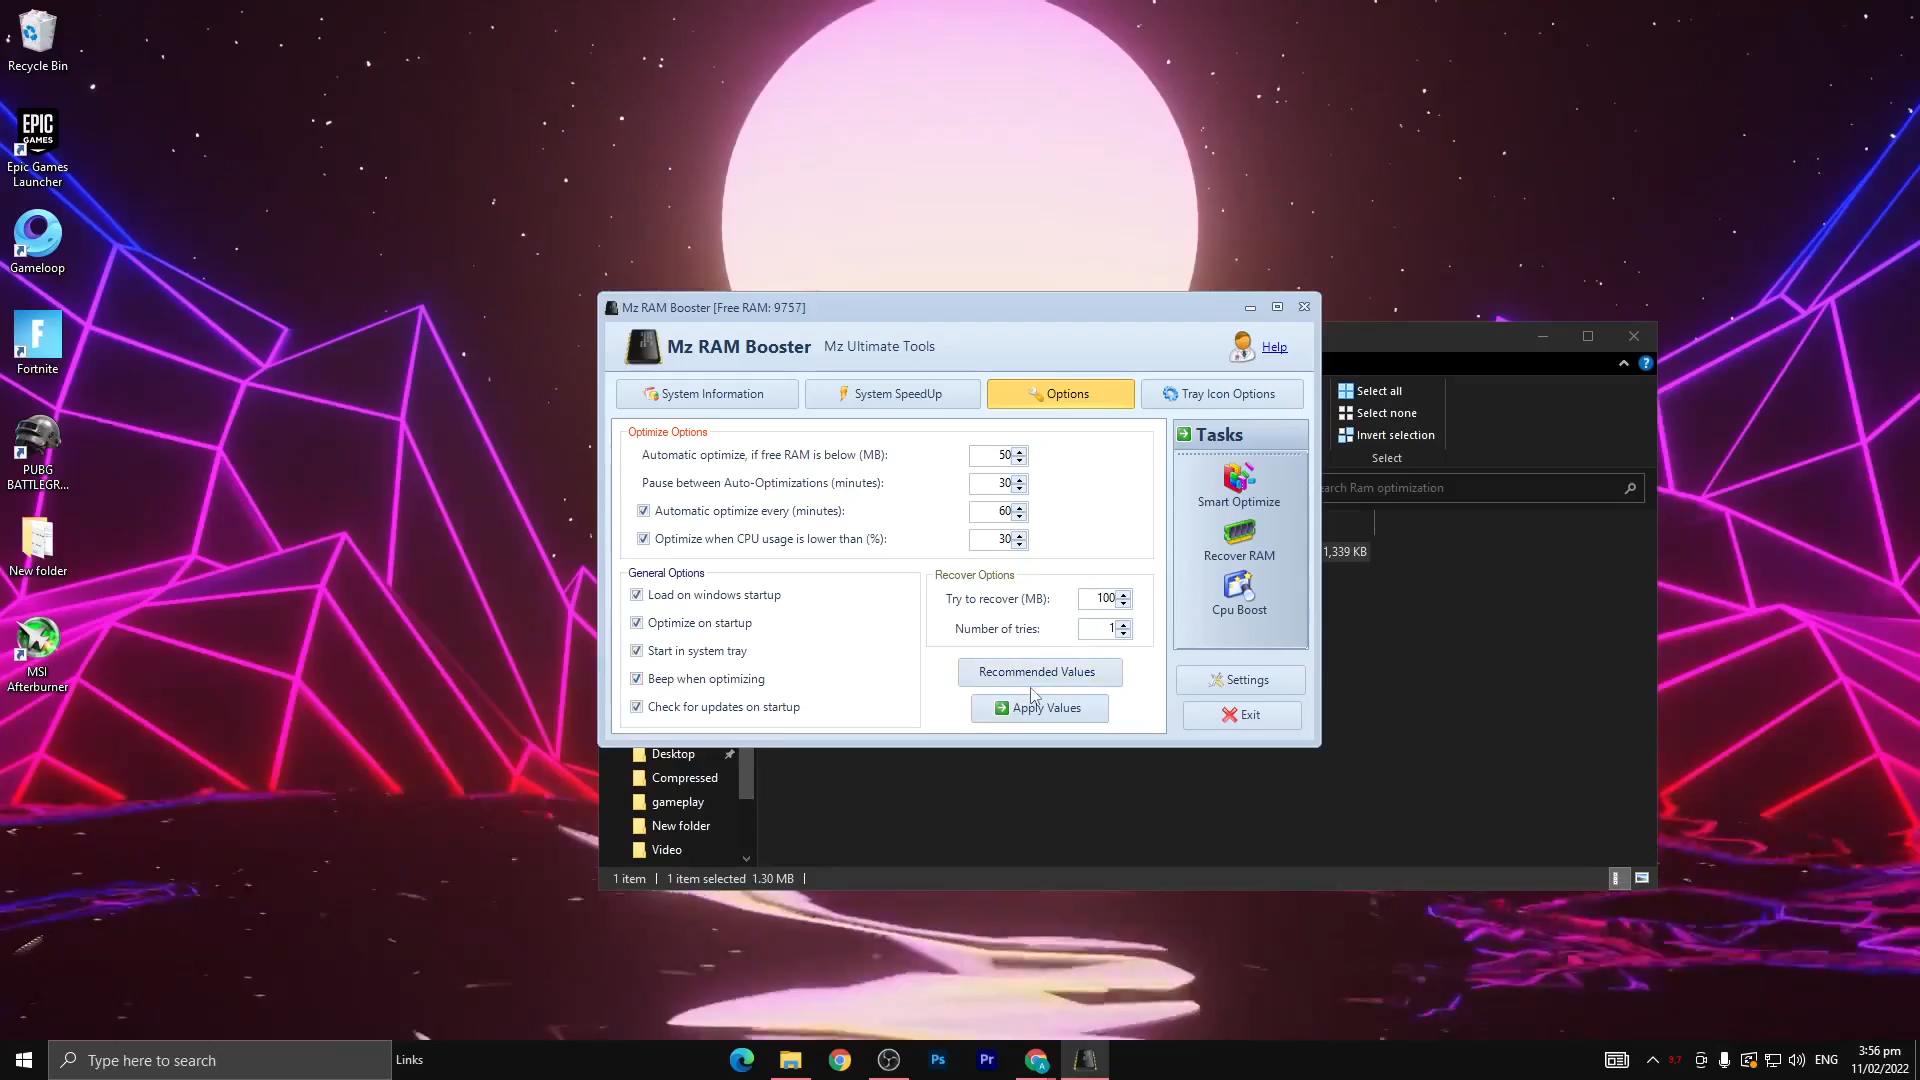 Recycle Bin
EPIC
GAMES
Epic Games
Launcher
Gameloop
F
Fortnite
PUBG
BATTLEGR...
New folder
MSI
Afterburner
Mz RAM Booster [Free RAM: 9757]
Mz RAM Booster
Mz Ultimate Tools
Help
System Information
System SpeedUp
Options
Tray Icon Options
Optimize Options
Automatic optimize, if free RAM is below (MB): 50
Pause between Auto-Optimizations (minutes): 30
Automatic optimize every (minutes): 60
Optimize when CPU usage is lower than (%): 30
General Options
Load on windows startup
Optimize on startup
Start in system tray
Beep when optimizing
Check for updates on startup
Recover Options
Try to recover (MB): 100
Number of tries: 1
Recommended Values
Apply Values
Tasks
Smart Optimize
Recover RAM
Cpu Boost
Settings
Exit
Select all
Select none
Invert selection
Select
Ram optimization
1,339 KB
Desktop
Compressed
gameplay
New folder
Video
1 item
1 item selected 1.30 MB
Type here to search
Links
Ps
Pr
ENG
3:56 pm
11/02/2022